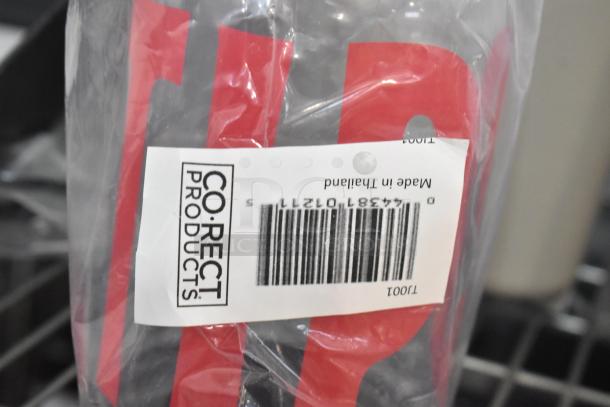 CO·RECT
PRODUCTS®
TJ001
0 44381 01211 5
Made in Thailand
TJ001